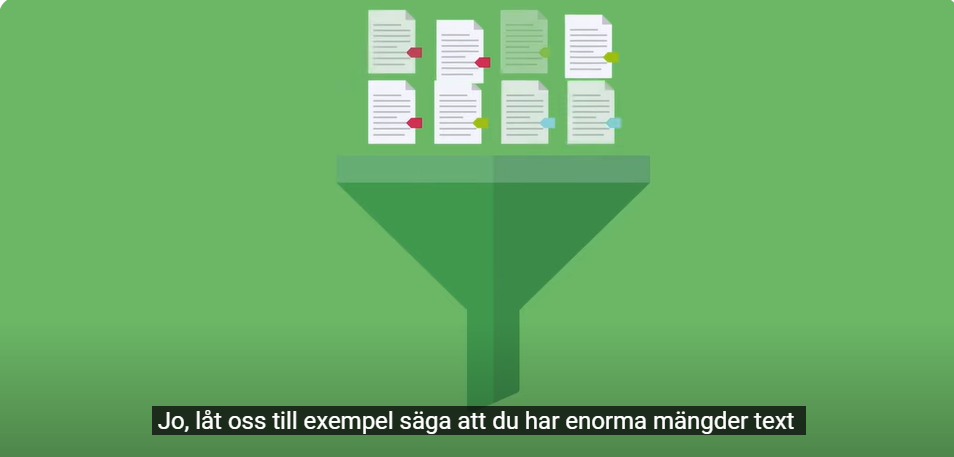 Jo, låt oss till exempel säga att du har enorma mängder text